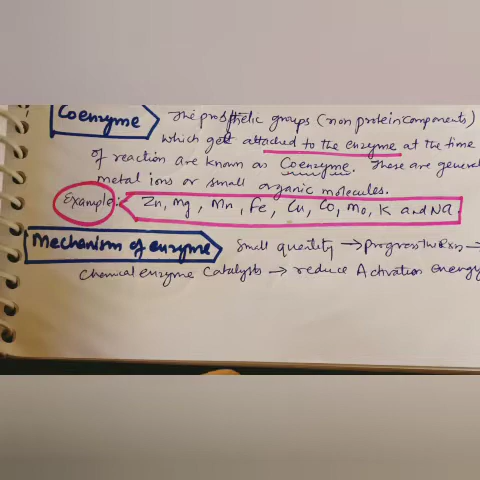 Coenzyme The prosthetic groups (non protein components)
which get attached to the enzyme at the time
of reaction are known as Coenzyme. These are general
metal ions or small organic molecules.
Example: Zn, Mg, Mn, Fe, Cu, Co, Mo, K and Na.
Mechanism of enzyme Small quantity → progress the Rxn →
Chemical enzyme Catalysts → reduce Activation energy